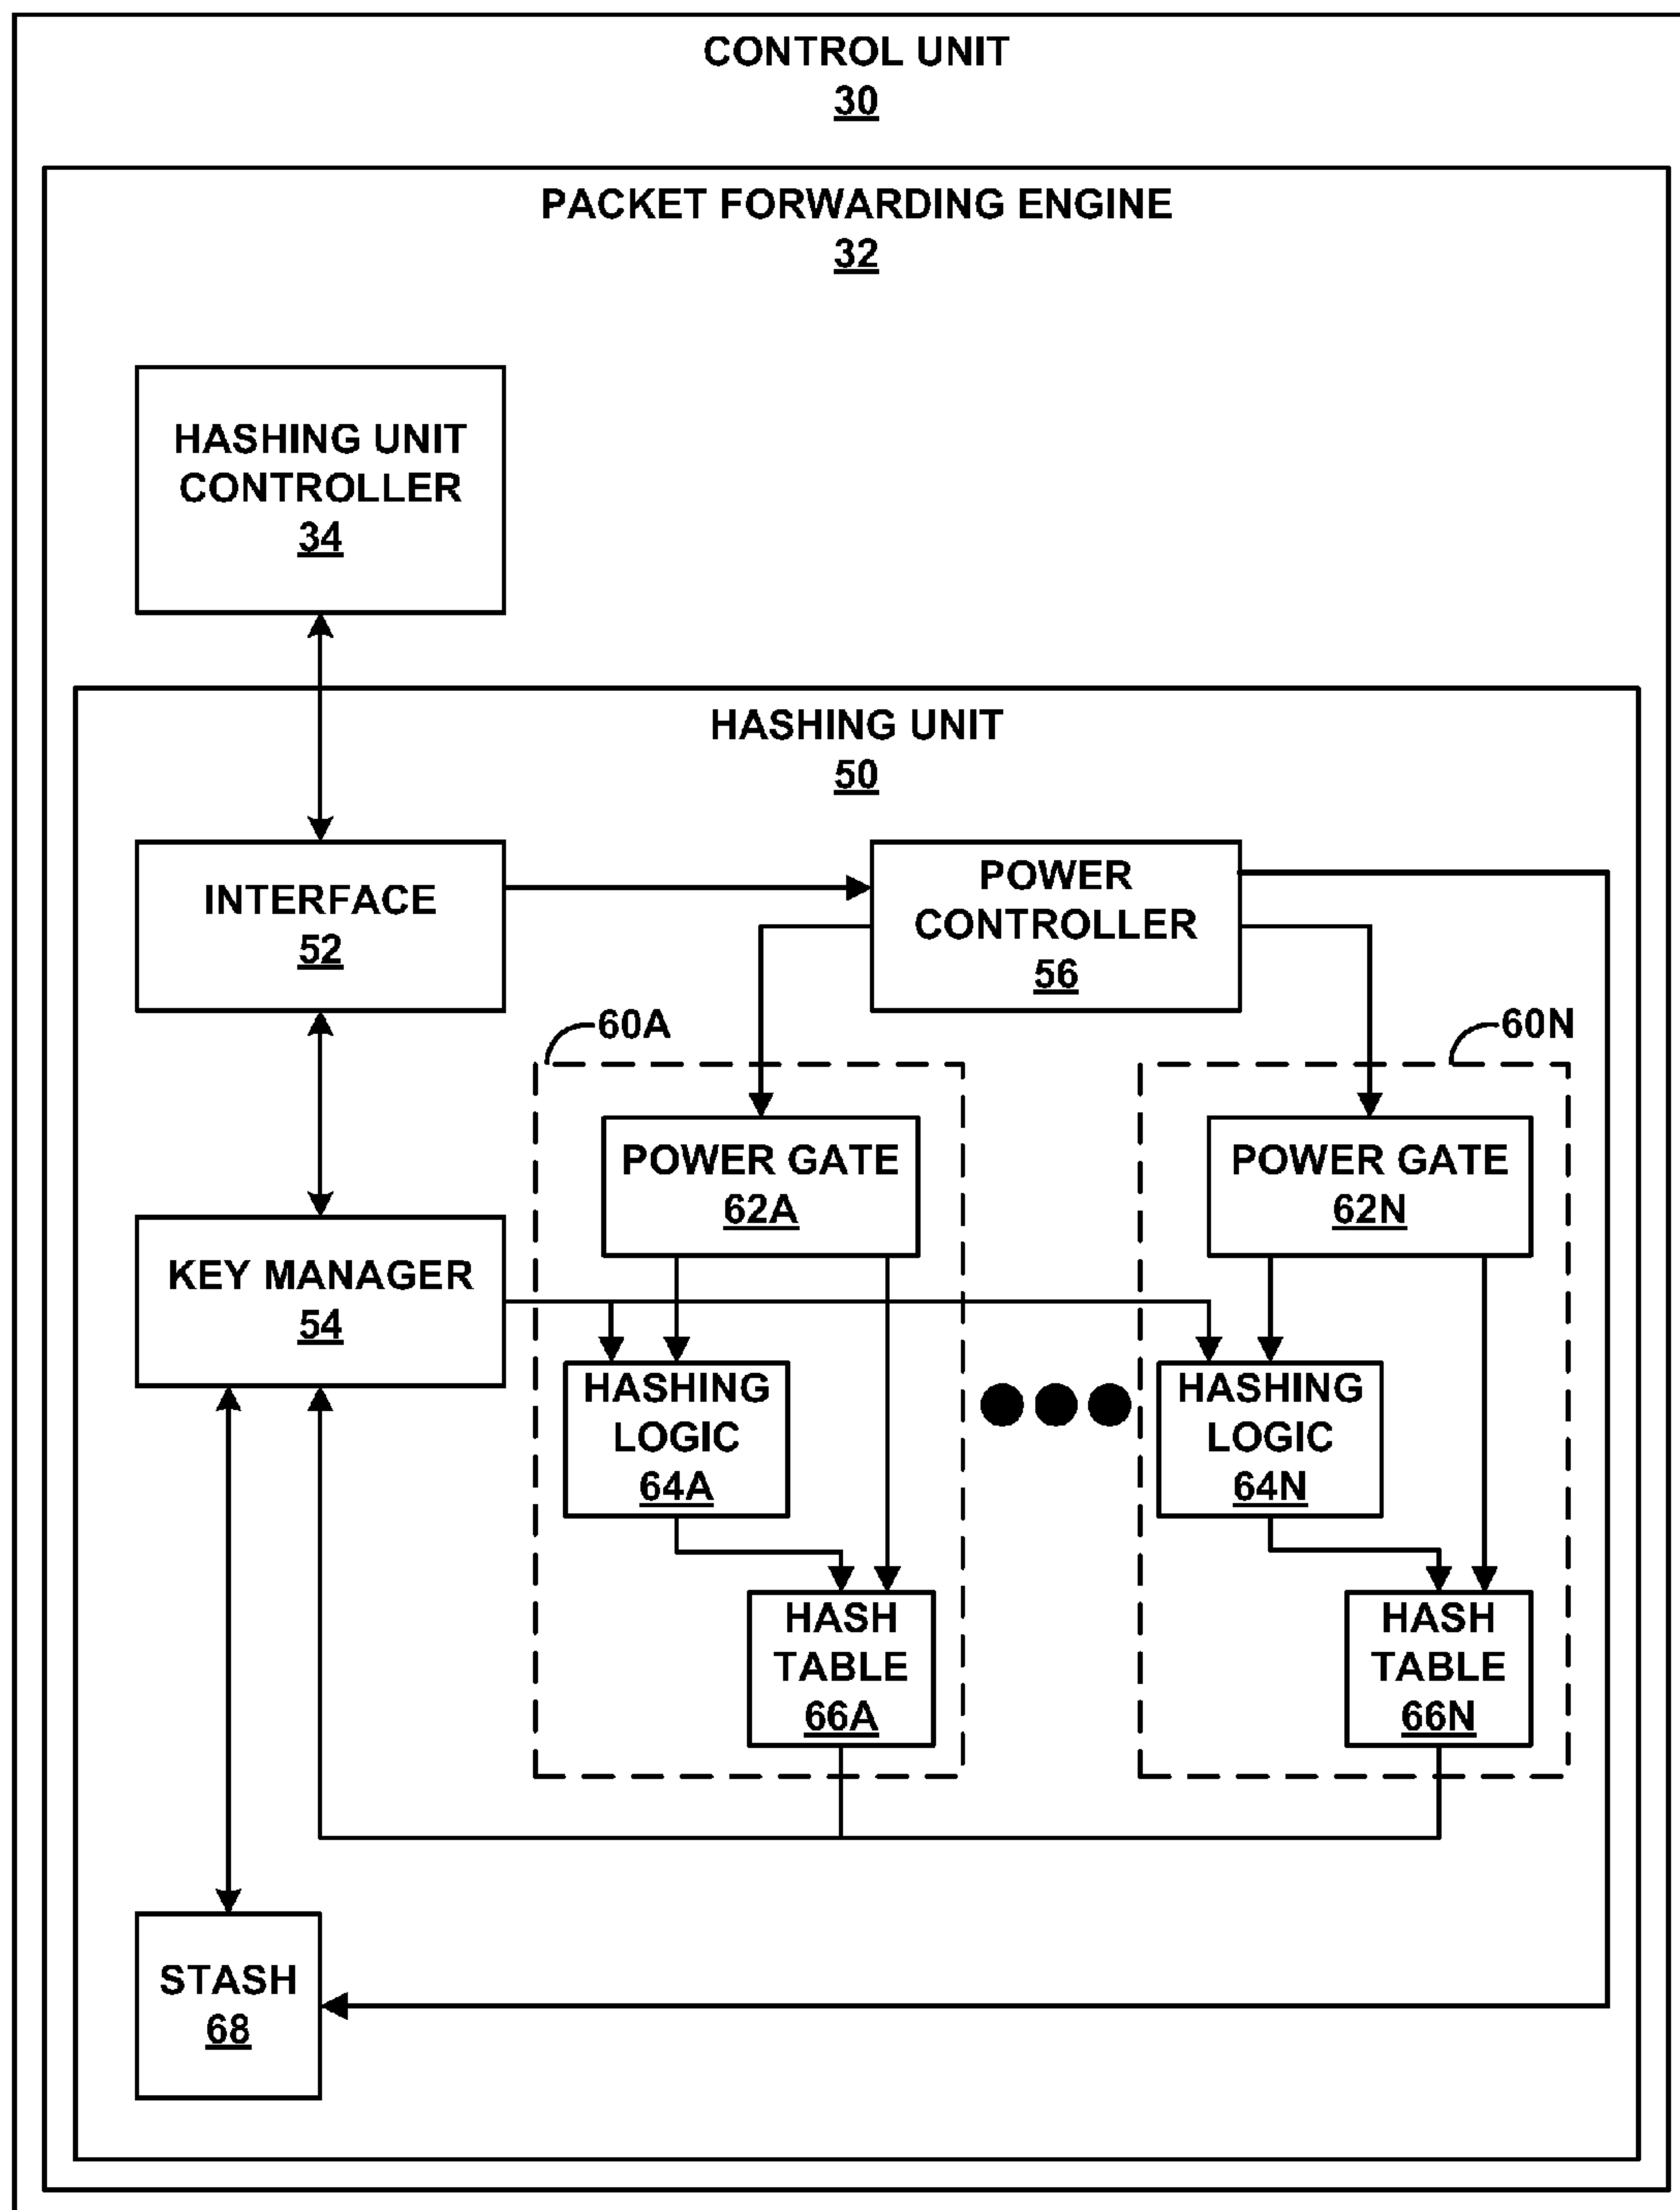 CONTROL UNIT
30
PACKET FORWARDING ENGINE
32
HASHING UNIT
CONTROLLER
34
HASHING UNIT
50
INTERFACE
52
POWER
CONTROLLER
56
60A
60N
POWER GATE
62A
POWER GATE
62N
KEY MANAGER
54
HASHING
LOGIC
64A
HASHING
LOGIC
64N
HASH
TABLE
66A
HASH
TABLE
66N
STASH
68